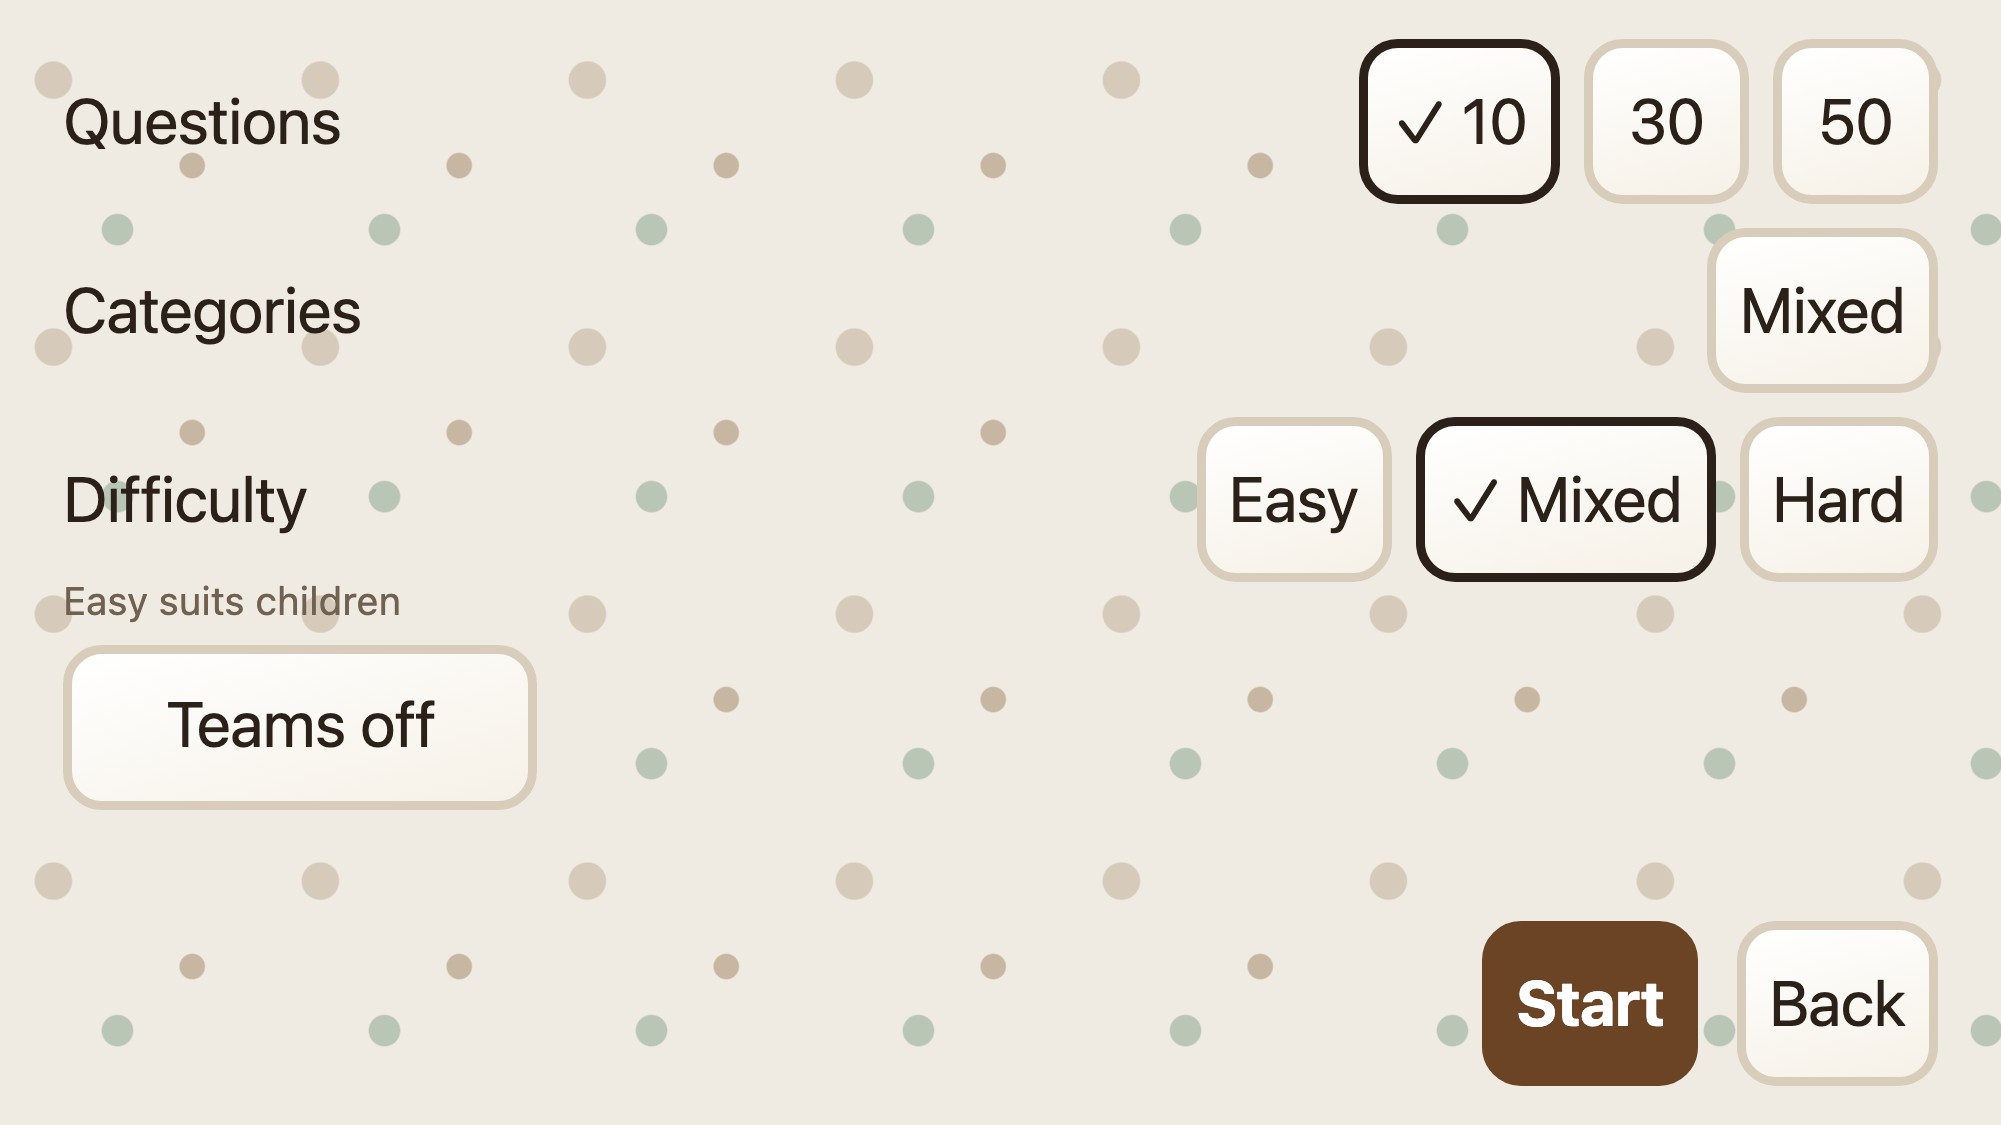 Questions ✓ 10 30 50
Categories Mixed
Difficulty Easy ✓ Mixed Hard
Easy suits children
Teams off
Start Back